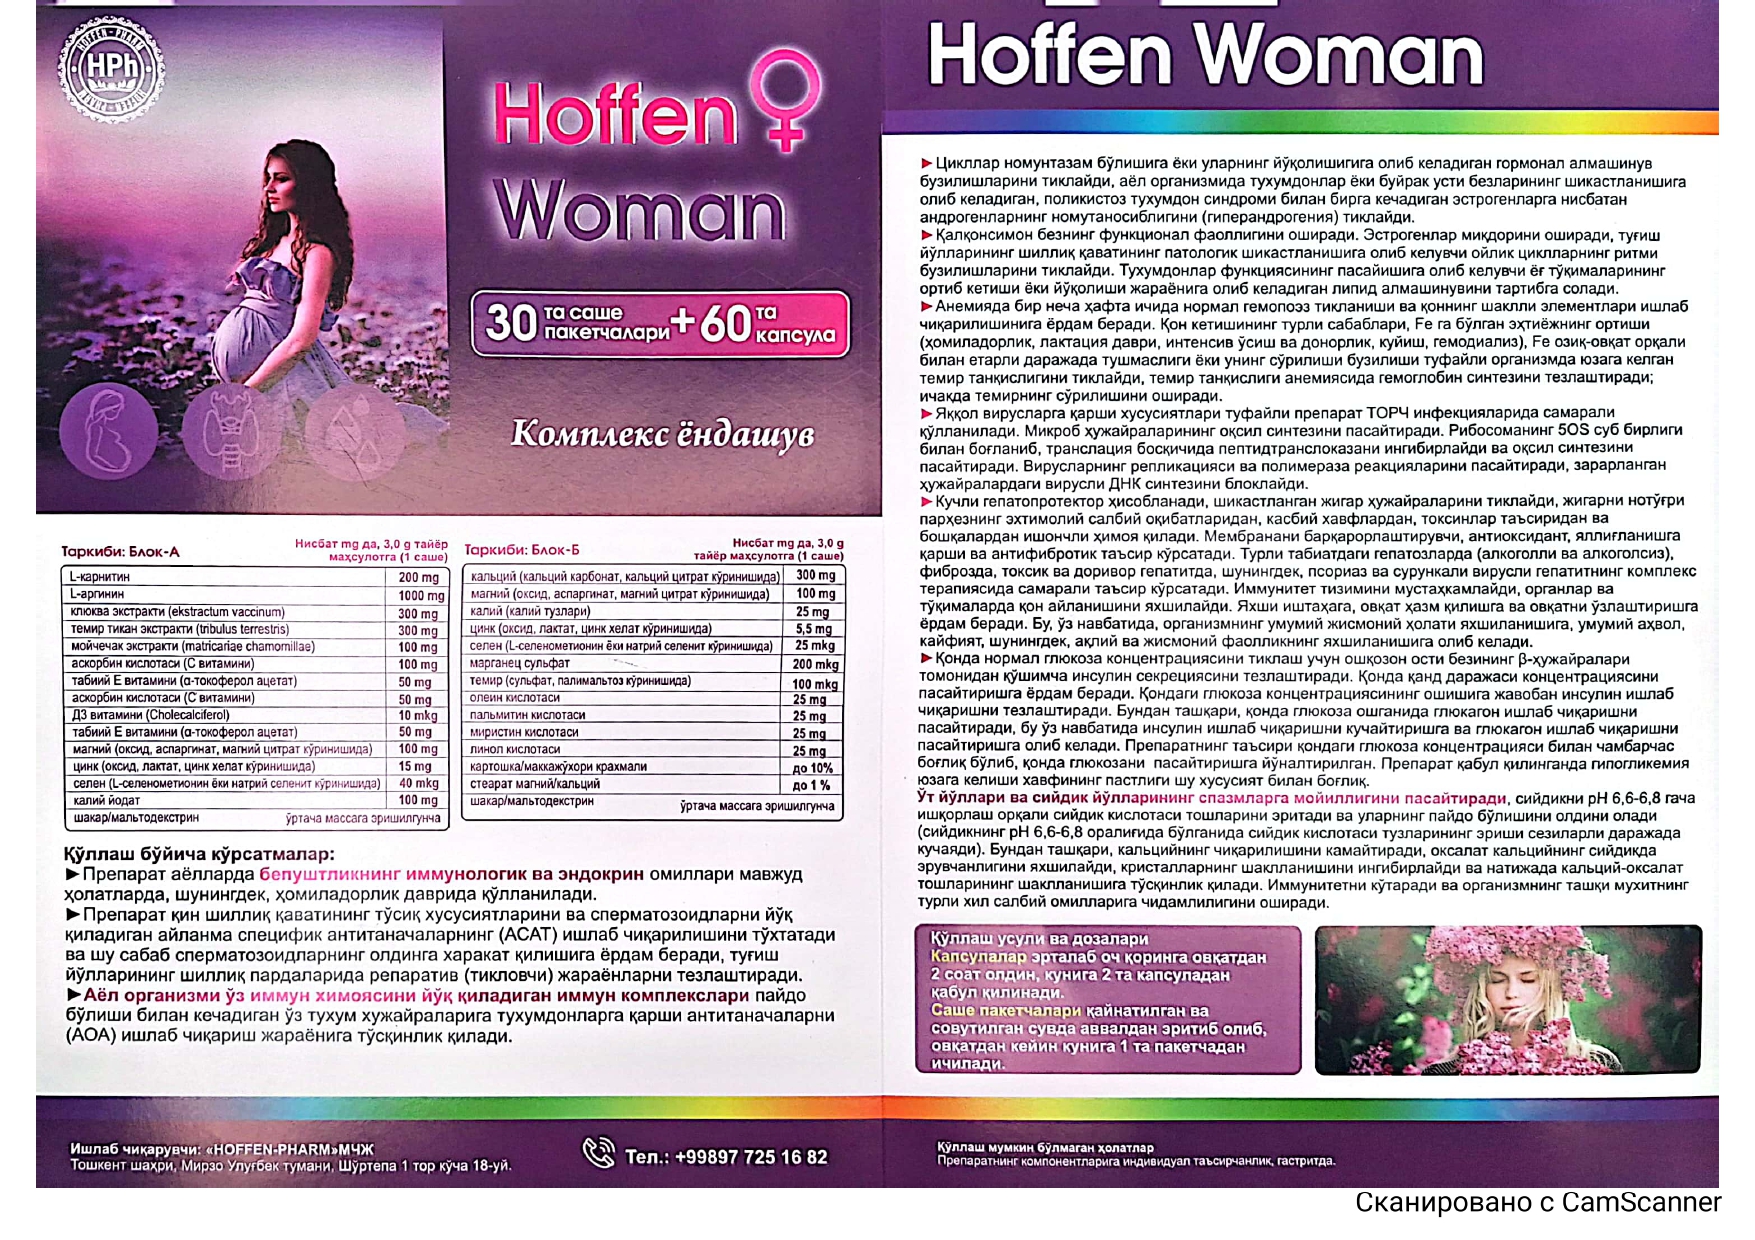 HOFFEN-PHARM
HPh
Hoffen
Woman
30 та саше пакетчалари + 60 та капсула
Комплекс ёндашув
Таркиби: Блок-А
Нисбат mg да, 3,0 g тайёр
маҳсулотга (1 саше)
L-карнитин 200 mg
L-аргинин 1000 mg
клюква экстракти (ekstractum vaccinum) 300 mg
темир тикан экстракти (tribulus terrestris) 300 mg
мойчечак экстракти (matricariae chamomillae) 100 mg
аскорбин кислотаси (С витамини) 100 mg
табиий Е витамини (α-токоферол ацетат) 50 mg
аскорбин кислотаси (С витамини) 50 mg
Д3 витамини (Cholecalciferol) 10 mkg
табиий Е витамини (α-токоферол ацетат) 50 mg
магний (оксид, аспаргинат, магний цитрат кўринишида) 100 mg
цинк (оксид, лактат, цинк хелат кўринишида) 15 mg
селен (L-селенометионин ёки натрий селенит кўринишида) 40 mkg
калий йодат 100 mg
шакар/мальтодекстрин ўртача массага эришилгунча
Таркиби: Блок-Б
Нисбат mg да, 3,0 g
тайёр маҳсулотга (1 саше)
кальций (кальций карбонат, кальций цитрат кўринишида) 300 mg
магний (оксид, аспаргинат, магний цитрат кўринишида) 100 mg
калий (калий тузлари) 25 mg
цинк (оксид, лактат, цинк хелат кўринишида) 5,5 mg
селен (L-селенометионин ёки натрий селенит кўринишида) 25 mkg
марганец сульфат 200 mkg
темир (сульфат, палимальтоз кўринишида) 100 mkg
олеин кислотаси 25 mg
пальмитин кислотаси 25 mg
миристин кислотаси 25 mg
линол кислотаси 25 mg
картошка/маккажўхори крахмали до 10%
стеарат магний/кальций до 1 %
шакар/мальтодекстрин ўртача массага эришилгунча
Қўллаш бўйича кўрсатмалар:
►Препарат аёлларда бепуштликнинг иммунологик ва эндокрин омиллари мавжуд
ҳолатларда, шунингдек, ҳомиладорлик даврида қўлланилади.
►Препарат қин шиллиқ қаватининг тўсиқ хусусиятларини ва сперматозоидларни йўқ
қиладиган айланма специфик антитаначаларнинг (АСАТ) ишлаб чиқарилишини тўхтатади
ва шу сабаб сперматозоидларнинг олдинга харакат қилишига ёрдам беради, туғиш
йўлларининг шиллиқ пардаларида репаратив (тикловчи) жараёнларни тезлаштиради.
►Аёл организми ўз иммун химоясини йўқ қиладиган иммун комплекслари пайдо
бўлиши билан кечадиган ўз тухум хужайраларига тухумдонларга қарши антитаначаларни
(АОА) ишлаб чиқариш жараёнига тўсқинлик қилади.
Ишлаб чиқарувчи: «HOFFEN-PHARM»МЧЖ
Тошкент шаҳри, Мирзо Улуғбек тумани, Шўртепа 1 тор кўча 18-уй.
Тел.: +99897 725 16 82
Hoffen Woman
►Цикллар номунтазам бўлишига ёки уларнинг йўқолишигига олиб келадиган гормонал алмашинув
бузилишларини тиклайди, аёл организмида тухумдонлар ёки буйрак усти безларининг шикастланишига
олиб келадиган, поликистоз тухумдон синдроми билан бирга кечадиган эстрогенларга нисбатан
андрогенларнинг номутаносиблигини (гиперандрогения) тиклайди.
►Қалқонсимон безнинг функционал фаоллигини оширади. Эстрогенлар миқдорини оширади, туғиш
йўлларининг шиллиқ қаватининг патологик шикастланишига олиб келувчи ойлик циклларнинг ритми
бузилишларини тиклайди. Тухумдонлар функциясининг пасайишига олиб келувчи ёғ тўқималарининг
ортиб кетиши ёки йўқолиши жараёнига олиб келадиган липид алмашинувини тартибга солади.
►Анемияда бир неча ҳафта ичида нормал гемопоэз тикланиши ва қоннинг шаклли элементлари ишлаб
чиқарилишинига ёрдам беради. Қон кетишининг турли сабаблари, Fe га бўлган эҳтиёжнинг ортиши
(ҳомиладорлик, лактация даври, интенсив ўсиш ва донорлик, куйиш, гемодиализ), Fe озиқ-овқат орқали
билан етарли даражада тушмаслиги ёки унинг сўрилиши бузилиши туфайли организмда юзага келган
темир танқислигини тиклайди, темир танқислиги анемиясида гемоглобин синтезини тезлаштиради;
ичакда темирнинг сўрилишини оширади.
►Яққол вирусларга қарши хусусиятлари туфайли препарат ТОРЧ инфекцияларида самарали
қўлланилади. Микроб ҳужайраларининг оқсил синтезини пасайтиради. Рибосоманинг 5OS суб бирлиги
билан боғланиб, транслация босқичида пептидтранслоказани ингибирлайди ва оқсил синтезини
пасайтиради. Вирусларнинг репликацияси ва полимераза реакцияларини пасайтиради, зарарланган
ҳужайралардаги вирусли ДНК синтезини блоклайди.
►Кучли гепатопротектор ҳисобланади, шикастланган жигар ҳужайраларини тиклайди, жигарни нотўғри
парҳезнинг эхтимолий салбий оқибатларидан, касбий хавфлардан, токсинлар таъсиридан ва
бошқалардан ишончли ҳимоя қилади. Мембранани барқарорлаштирувчи, антиоксидант, яллиғланишга
қарши ва антифибротик таъсир кўрсатади. Турли табиатдаги гепатозларда (алкоголли ва алкоголсиз),
фиброзда, токсик ва доривор гепатитда, шунингдек, псориаз ва сурункали вирусли гепатитнинг комплекс
терапиясида самарали таъсир кўрсатади. Иммунитет тизимини мустаҳкамлайди, органлар ва
тўқималарда қон айланишини яхшилайди. Яхши иштаҳага, овқат ҳазм қилишга ва овқатни ўзлаштиришга
ёрдам беради. Бу, ўз навбатида, организмнинг умумий жисмоний ҳолати яхшиланишига, умумий аҳвол,
кайфият, шунингдек, ақлий ва жисмоний фаолликнинг яхшиланишига олиб келади.
►Қонда нормал глюкоза концентрациясини тиклаш учун ошқозон ости безининг β-ҳужайралари
томонидан қўшимча инсулин секрециясини тезлаштиради. Қонда қанд даражаси концентрациясини
пасайтиришга ёрдам беради. Қондаги глюкоза концентрациясининг ошишига жавобан инсулин ишлаб
чиқаришни тезлаштиради. Бундан ташқари, қонда глюкоза ошганида глюкагон ишлаб чиқаришни
пасайтиради, бу ўз навбатида инсулин ишлаб чиқаришни кучайтиришга ва глюкагон ишлаб чиқаришни
пасайтиришга олиб келади. Препаратнинг таъсири қондаги глюкоза концентрацияси билан чамбарчас
боғлиқ бўлиб, қонда глюкозани пасайтиришга йўналтирилган. Препарат қабул қилинганда гипогликемия
юзага келиши хавфининг пастлиги шу хусусият билан боғлиқ.
Ўт йўллари ва сийдик йўлларининг спазмларга мойиллигини пасайтиради, сийдикни pH 6,6-6,8 гача
ишқорлаш орқали сийдик кислотаси тошларини эритади ва уларнинг пайдо бўлишини олдини олади
(сийдикнинг pH 6,6-6,8 оралиғида бўлганида сийдик кислотаси тузларининг эриши сезиларли даражада
кучаяди). Бундан ташқари, кальцийнинг чиқарилишини камайтиради, оксалат кальцийнинг сийдикда
эрувчанлигини яхшилайди, кристалларнинг шаклланишини ингибирлайди ва натижада кальций-оксалат
тошларининг шаклланишига тўсқинлик қилади. Иммунитетни кўтаради ва организмнинг ташқи мухитнинг
турли хил салбий омилларига чидамлилигини оширади.
Қўллаш усули ва дозалари
Капсулалар эрталаб оч қоринга овқатдан
2 соат олдин, кунига 2 та капсуладан
қабул қилинади.
Саше пакетчалари қайнатилган ва
совутилган сувда аввалдан эритиб олиб,
овқатдан кейин кунига 1 та пакетчадан
ичилади.
Қўллаш мумкин бўлмаган ҳолатлар
Препаратнинг компонентларига индивидуал таъсирчанлик, гастритда.
Сканировано с CamScanner